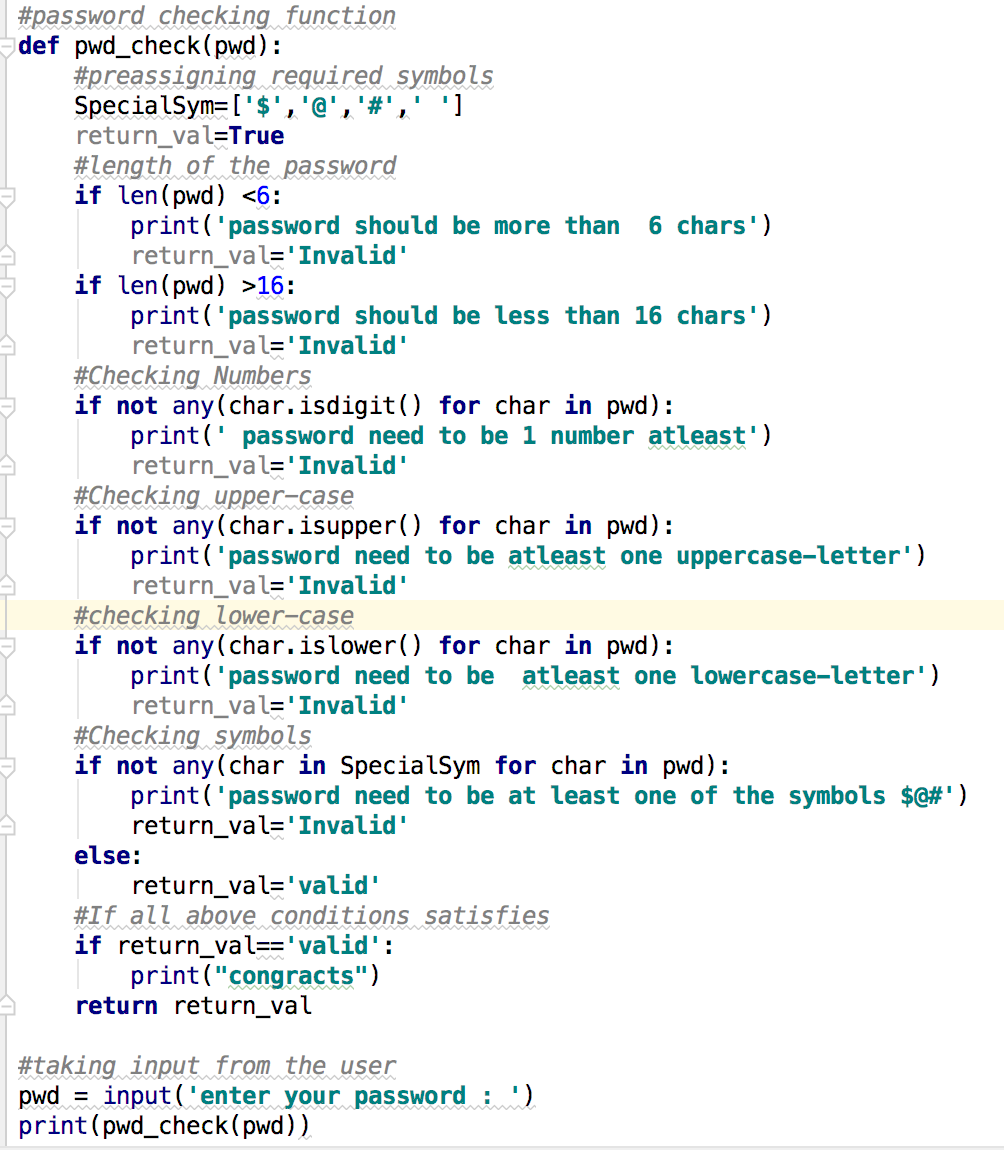 #password checking function
def pwd_check(pwd):
    #preassigning required symbols
    SpecialSym=['$','@','#',' ']
    return_val=True
    #length of the password
    if len(pwd) <6:
        print('password should be more than  6 chars')
        return_val='Invalid'
    if len(pwd) >16:
        print('password should be less than 16 chars')
        return_val='Invalid'
    #Checking Numbers
    if not any(char.isdigit() for char in pwd):
        print(' password need to be 1 number atleast')
        return_val='Invalid'
    #Checking upper-case
    if not any(char.isupper() for char in pwd):
        print('password need to be atleast one uppercase-letter')
        return_val='Invalid'
    #checking lower-case
    if not any(char.islower() for char in pwd):
        print('password need to be  atleast one lowercase-letter')
        return_val='Invalid'
    #Checking symbols
    if not any(char in SpecialSym for char in pwd):
        print('password need to be at least one of the symbols $@#')
        return_val='Invalid'
    else:
        return_val='valid'
    #If all above conditions satisfies
    if return_val=='valid':
        print("congracts")
    return return_val

#taking input from the user
pwd = input('enter your password : ')
print(pwd_check(pwd))